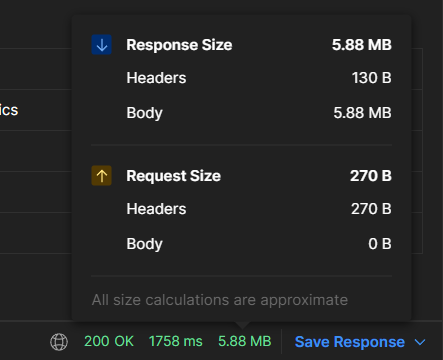 Response Size 5.88 MB
Headers 130 B
ics
Body 5.88 MB
Request Size 270 B
Headers 270 B
Body 0 B
All size calculations are approximate
200 OK 1758 ms 5.88 MB Save Response